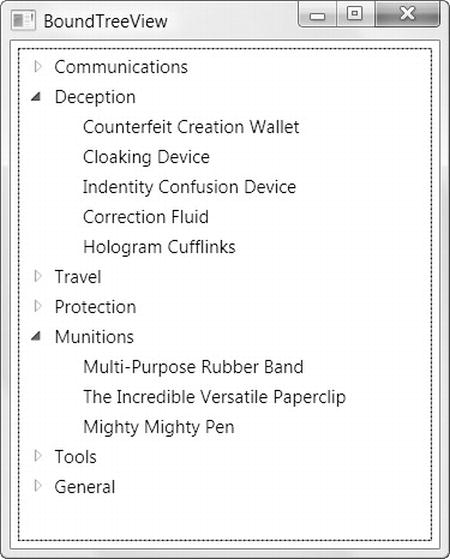 BoundTreeView
Communications
Deception
Counterfeit Creation Wallet
Cloaking Device
Indentity Confusion Device
Correction Fluid
Hologram Cufflinks
Travel
Protection
Munitions
Multi-Purpose Rubber Band
The Incredible Versatile Paperclip
Mighty Mighty Pen
Tools
General